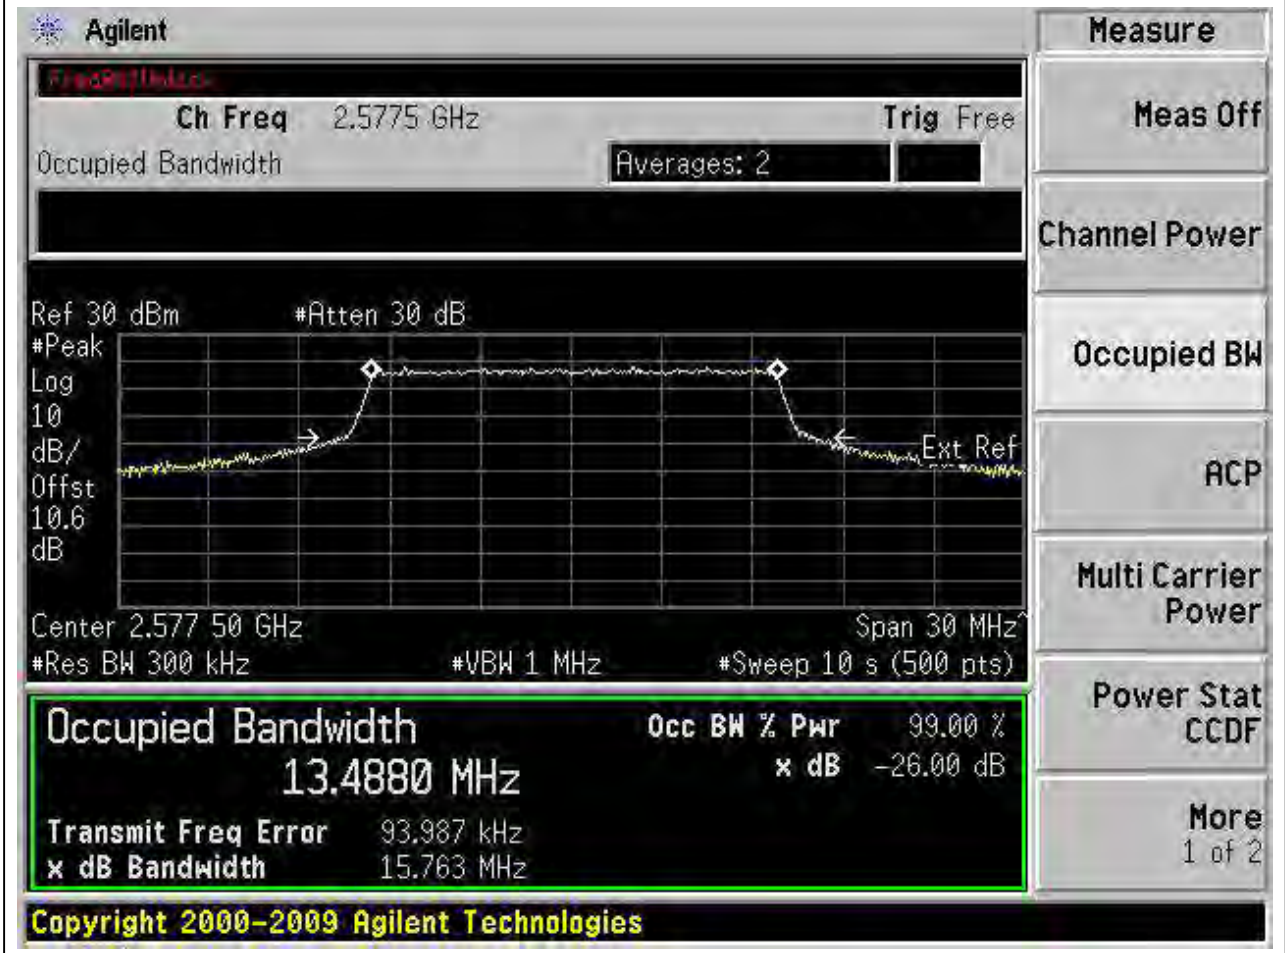 Agilent
Measure
Ch Freq 2.5775 GHz Trig Free
Occupied Bandwidth Averages: 2
Meas Off
Channel Power
Occupied BW
ACP
Multi Carrier
Power
Power Stat
CCDF
More
1 of 2
Ref 30 dBm #Atten 30 dB
#Peak
Log
10
dB/
Offst
10.6
dB
Ext Ref
Center 2.577 50 GHz Span 30 MHz^
#Res BW 300 kHz #VBW 1 MHz #Sweep 10 s (500 pts)
Occupied Bandwidth Occ BW % Pwr 99.00 %
13.4880 MHz x dB -26.00 dB
Transmit Freq Error 93.987 kHz
x dB Bandwidth 15.763 MHz
Copyright 2000-2009 Agilent Technologies